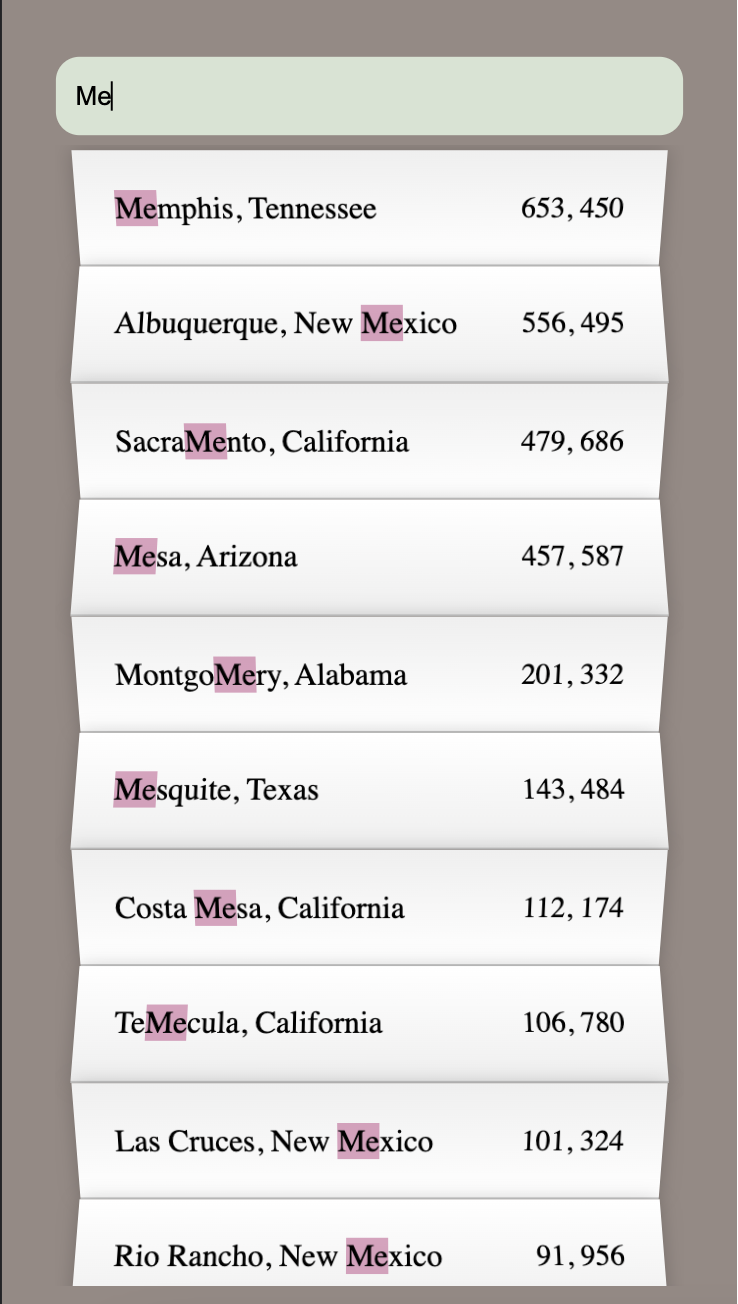 Me
Memphis, Tennessee 653, 450
Albuquerque, New Mexico 556, 495
SacraMento, California 479, 686
Mesa, Arizona 457, 587
MontgoMery, Alabama 201, 332
Mesquite, Texas 143, 484
Costa Mesa, California 112, 174
TeMecula, California 106, 780
Las Cruces, New Mexico 101, 324
Rio Rancho, New Mexico 91, 956